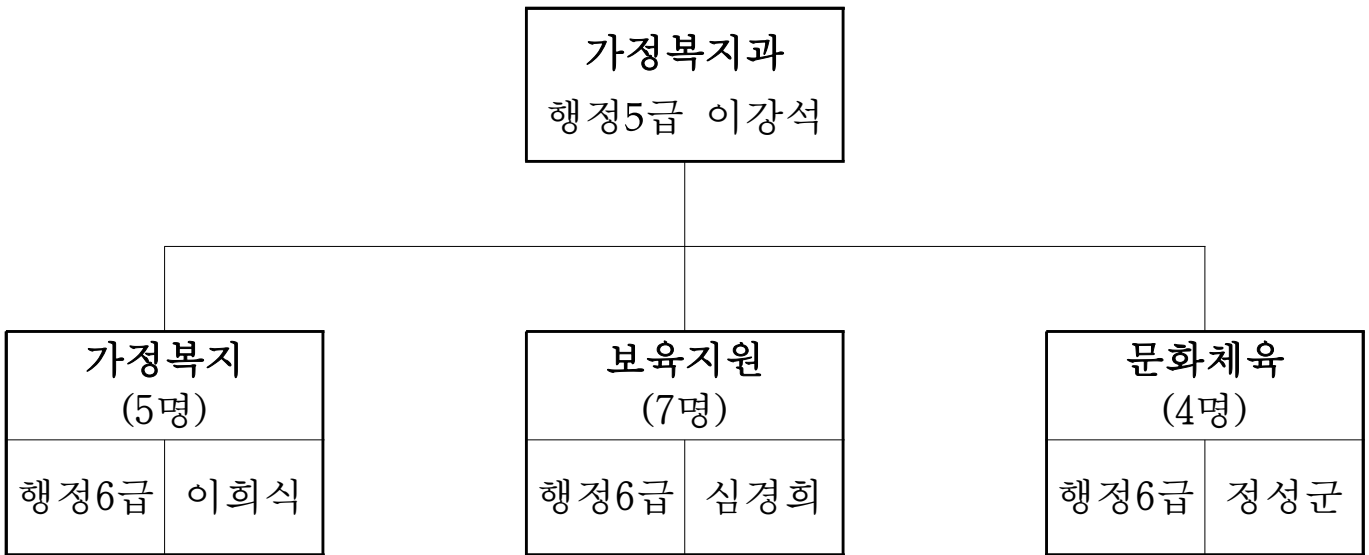 가정복지과
행정5급 이강석
가정복지
(5명)
행정6급 이희식
보육지원
(7명)
행정6급 심경희
문화체육
(4명)
행정6급 정성군